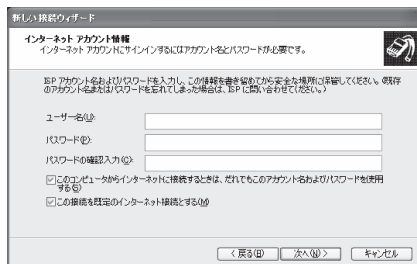 新しい接続ウィザード
インターネット アカウント情報
インターネット アカウントにサインインするにはアカウント名とパスワードが必要です。
ISP アカウント名およびパスワードを入力し、この情報を書き留めてから安全な場所に保管してください。(既存
のアカウント名またはパスワードを忘れてしまった場合は、ISP に問い合わせてください。)
ユーザー名(U):
パスワード(P):
パスワードの確認入力(C):
このコンピュータからインターネットに接続するときは、だれでもこのアカウント名およびパスワードを使用
する(S)
この接続を既定のインターネット接続とする(M)
< 戻る(B) 次へ(N) > キャンセル